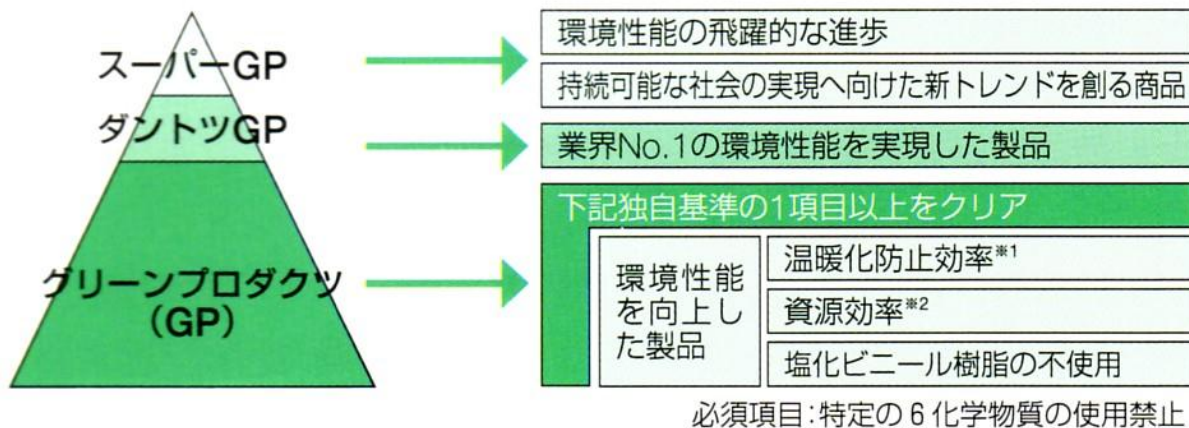 スーパーGP
環境性能の飛躍的な進歩
持続可能な社会の実現へ向けた新トレンドを創る商品
ダントツGP
業界No.1の環境性能を実現した製品
グリーンプロダクツ
（GP）
下記独自基準の1項目以上をクリア
環境性能
を向上し
た製品
温暖化防止効率※1
資源効率※2
塩化ビニール樹脂の不使用
必須項目：特定の6化学物質の使用禁止